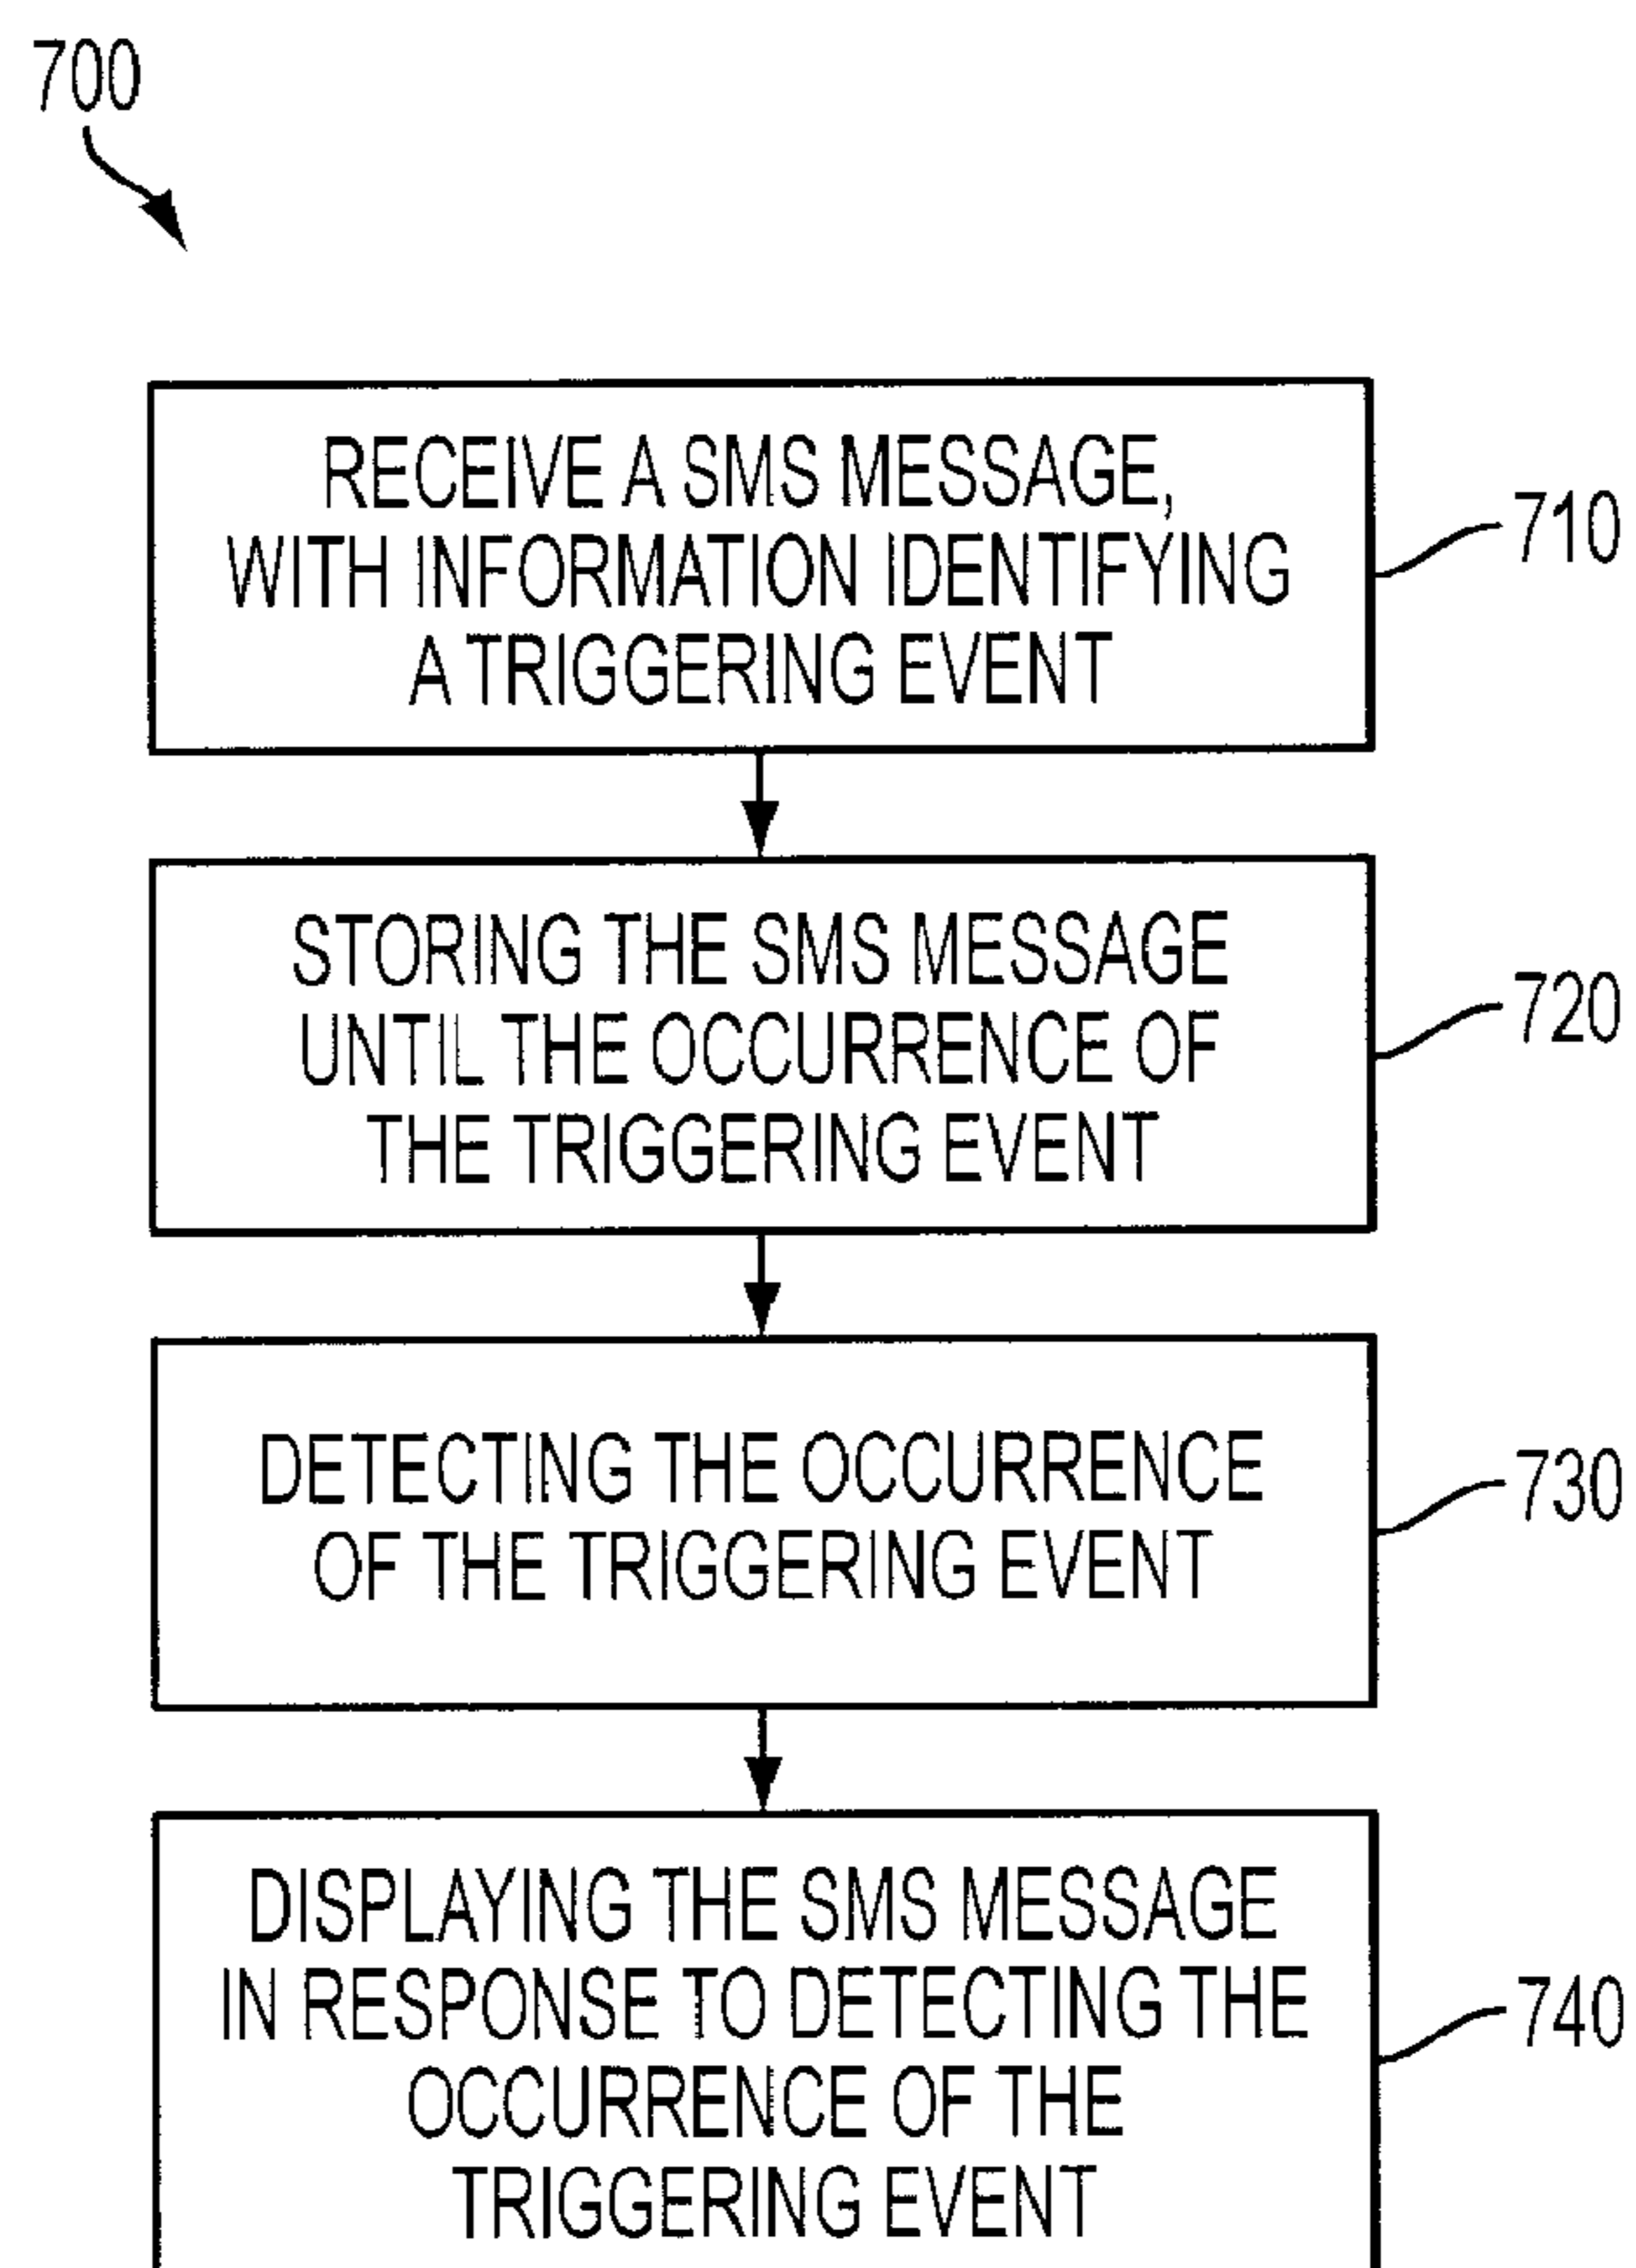 700
RECEIVE A SMS MESSAGE,
WITH INFORMATION IDENTIFYING
A TRIGGERING EVENT
710
STORING THE SMS MESSAGE
UNTIL THE OCCURRENCE OF
THE TRIGGERING EVENT
720
DETECTING THE OCCURRENCE
OF THE TRIGGERING EVENT
730
DISPLAYING THE SMS MESSAGE
IN RESPONSE TO DETECTING THE
OCCURRENCE OF THE
TRIGGERING EVENT
740